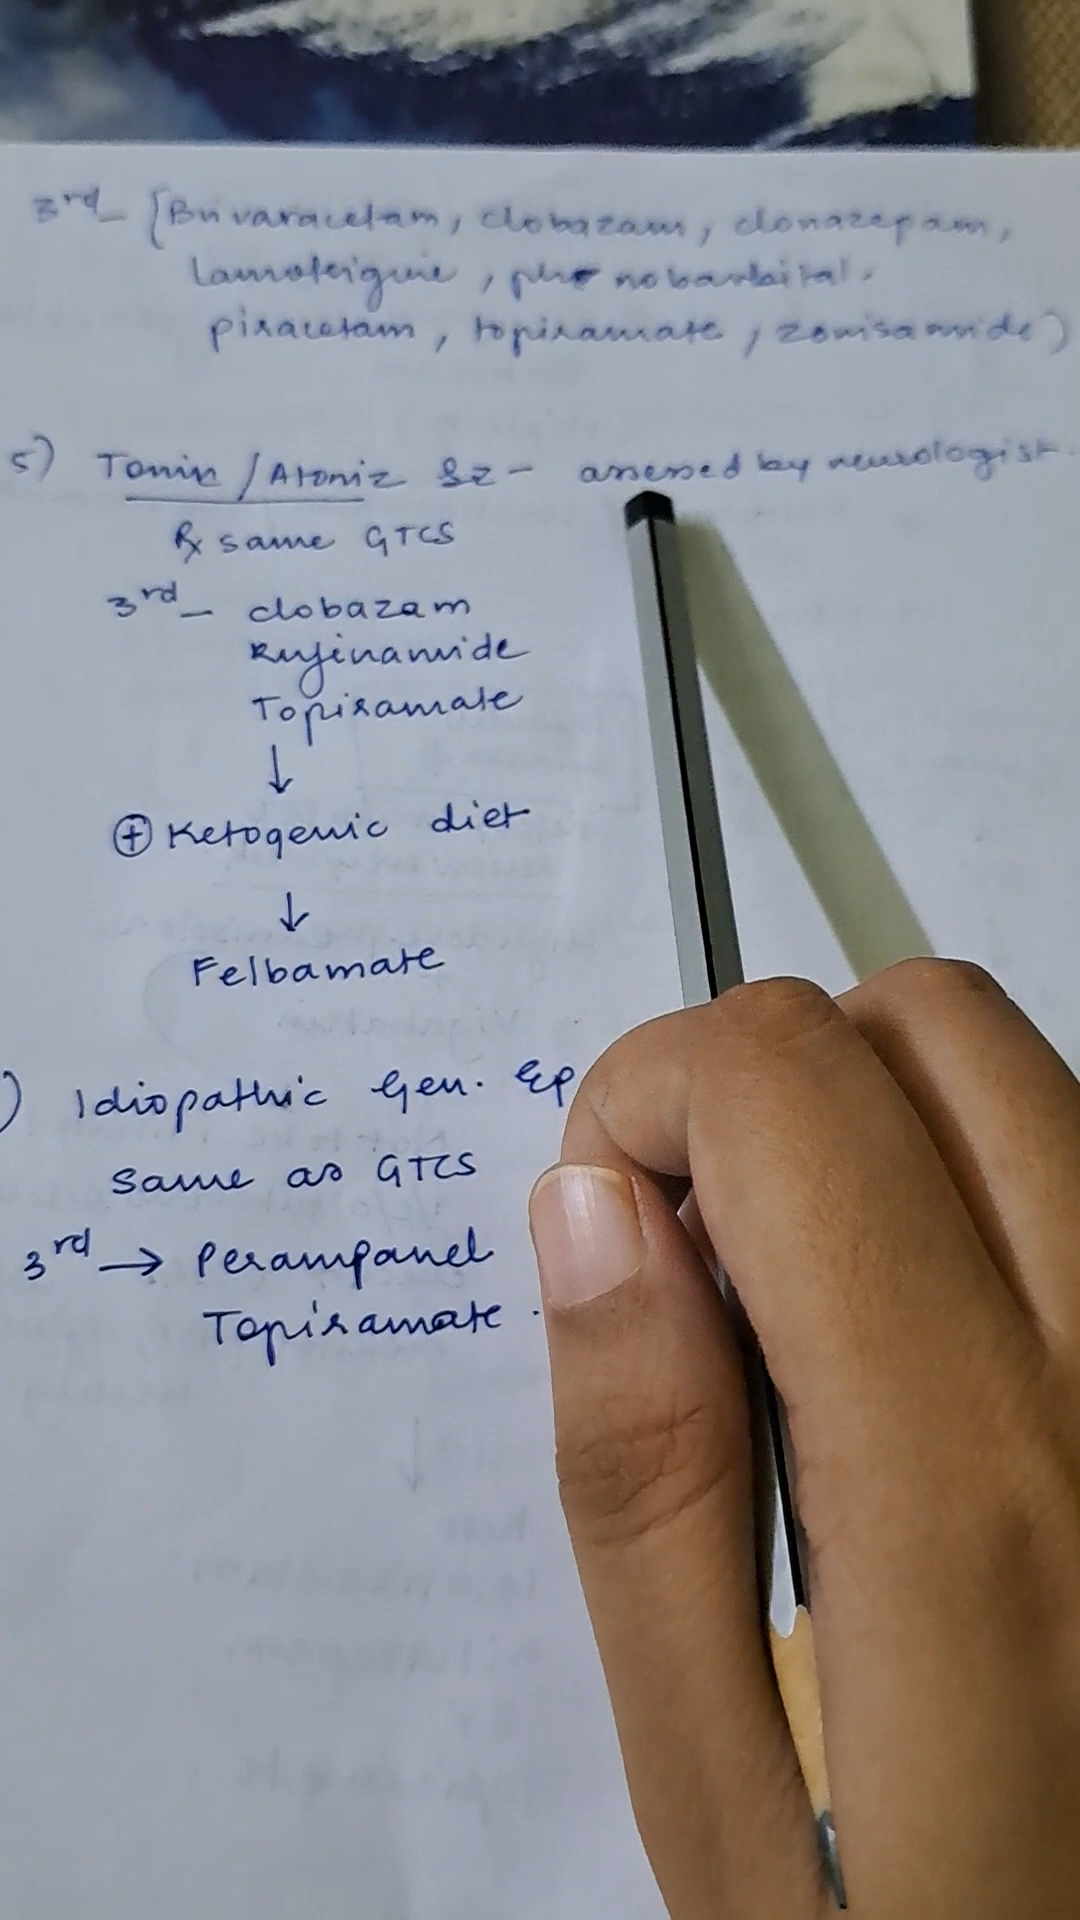 3rd - [Brivaracetam, clobazam, clonazepam,
lamotrigine, phenobarbital.
piracetam, topiramate, zonisamide)
5) Tonic / Atonic Sz - assessed by neurologist.
Rx same GTCS
3rd - clobazam
Rufinamide
Topiramate
↓
⊕ Ketogenic diet
↓
Felbamate
) Idiopathic Gen. Ep
same as GTCS
3rd → Perampanel
Topiramate.